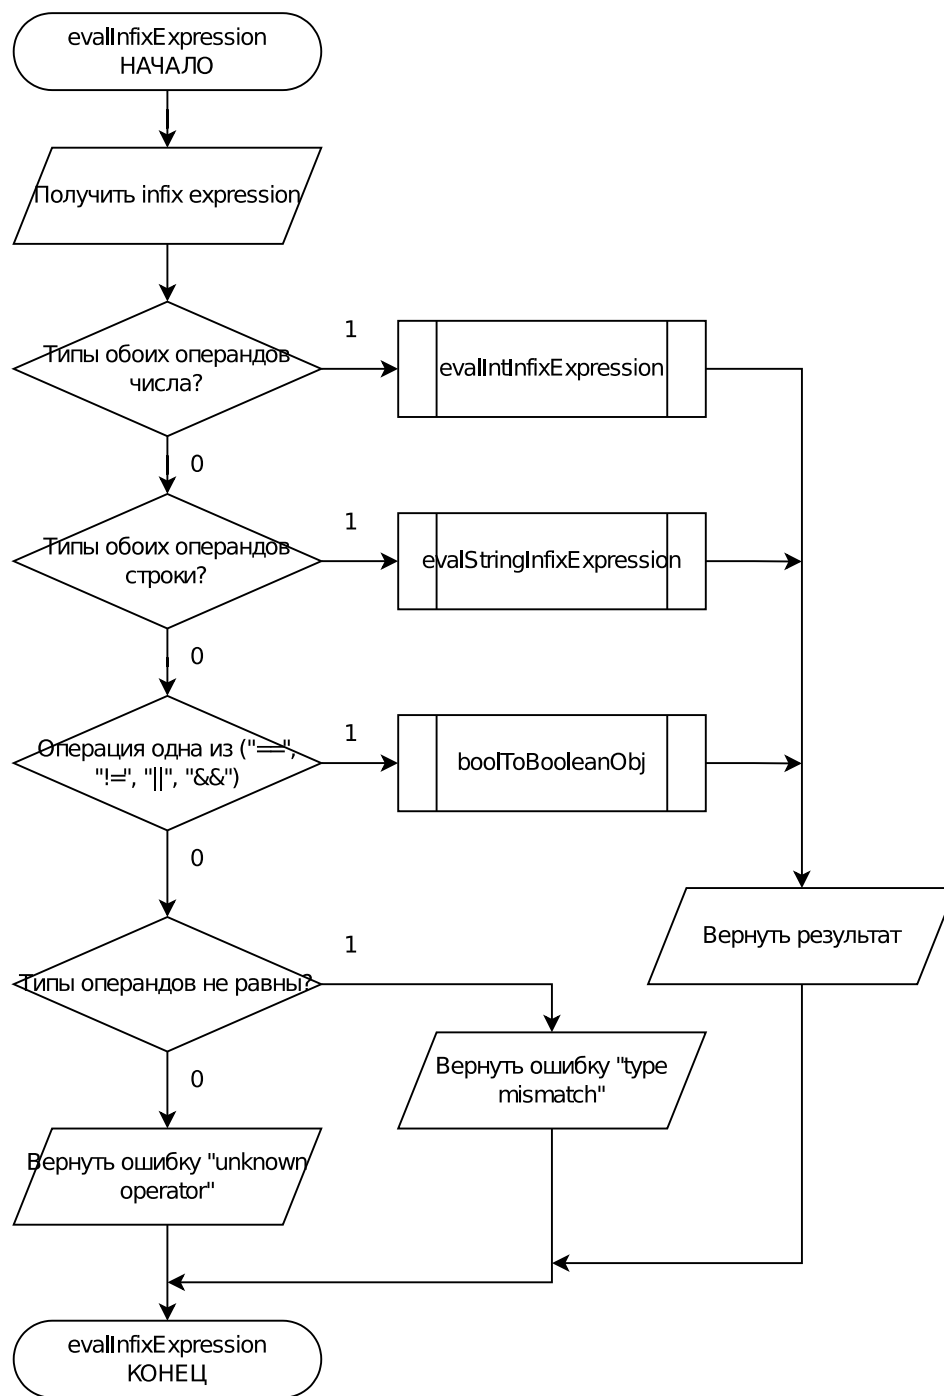 evalInfixExpression
НАЧАЛО
Получить infix expression
Типы обоих операндов
числа?
1
evalIntInfixExpression
0
Типы обоих операндов
строки?
1
evalStringInfixExpression
0
Операция одна из ("==",
"!=", "||", "&&")
1
boolToBooleanObj
0
Вернуть результат
Типы операндов не равны?
1
Вернуть ошибку "type
mismatch"
0
Вернуть ошибку "unknown
operator"
evalInfixExpression
КОНЕЦ